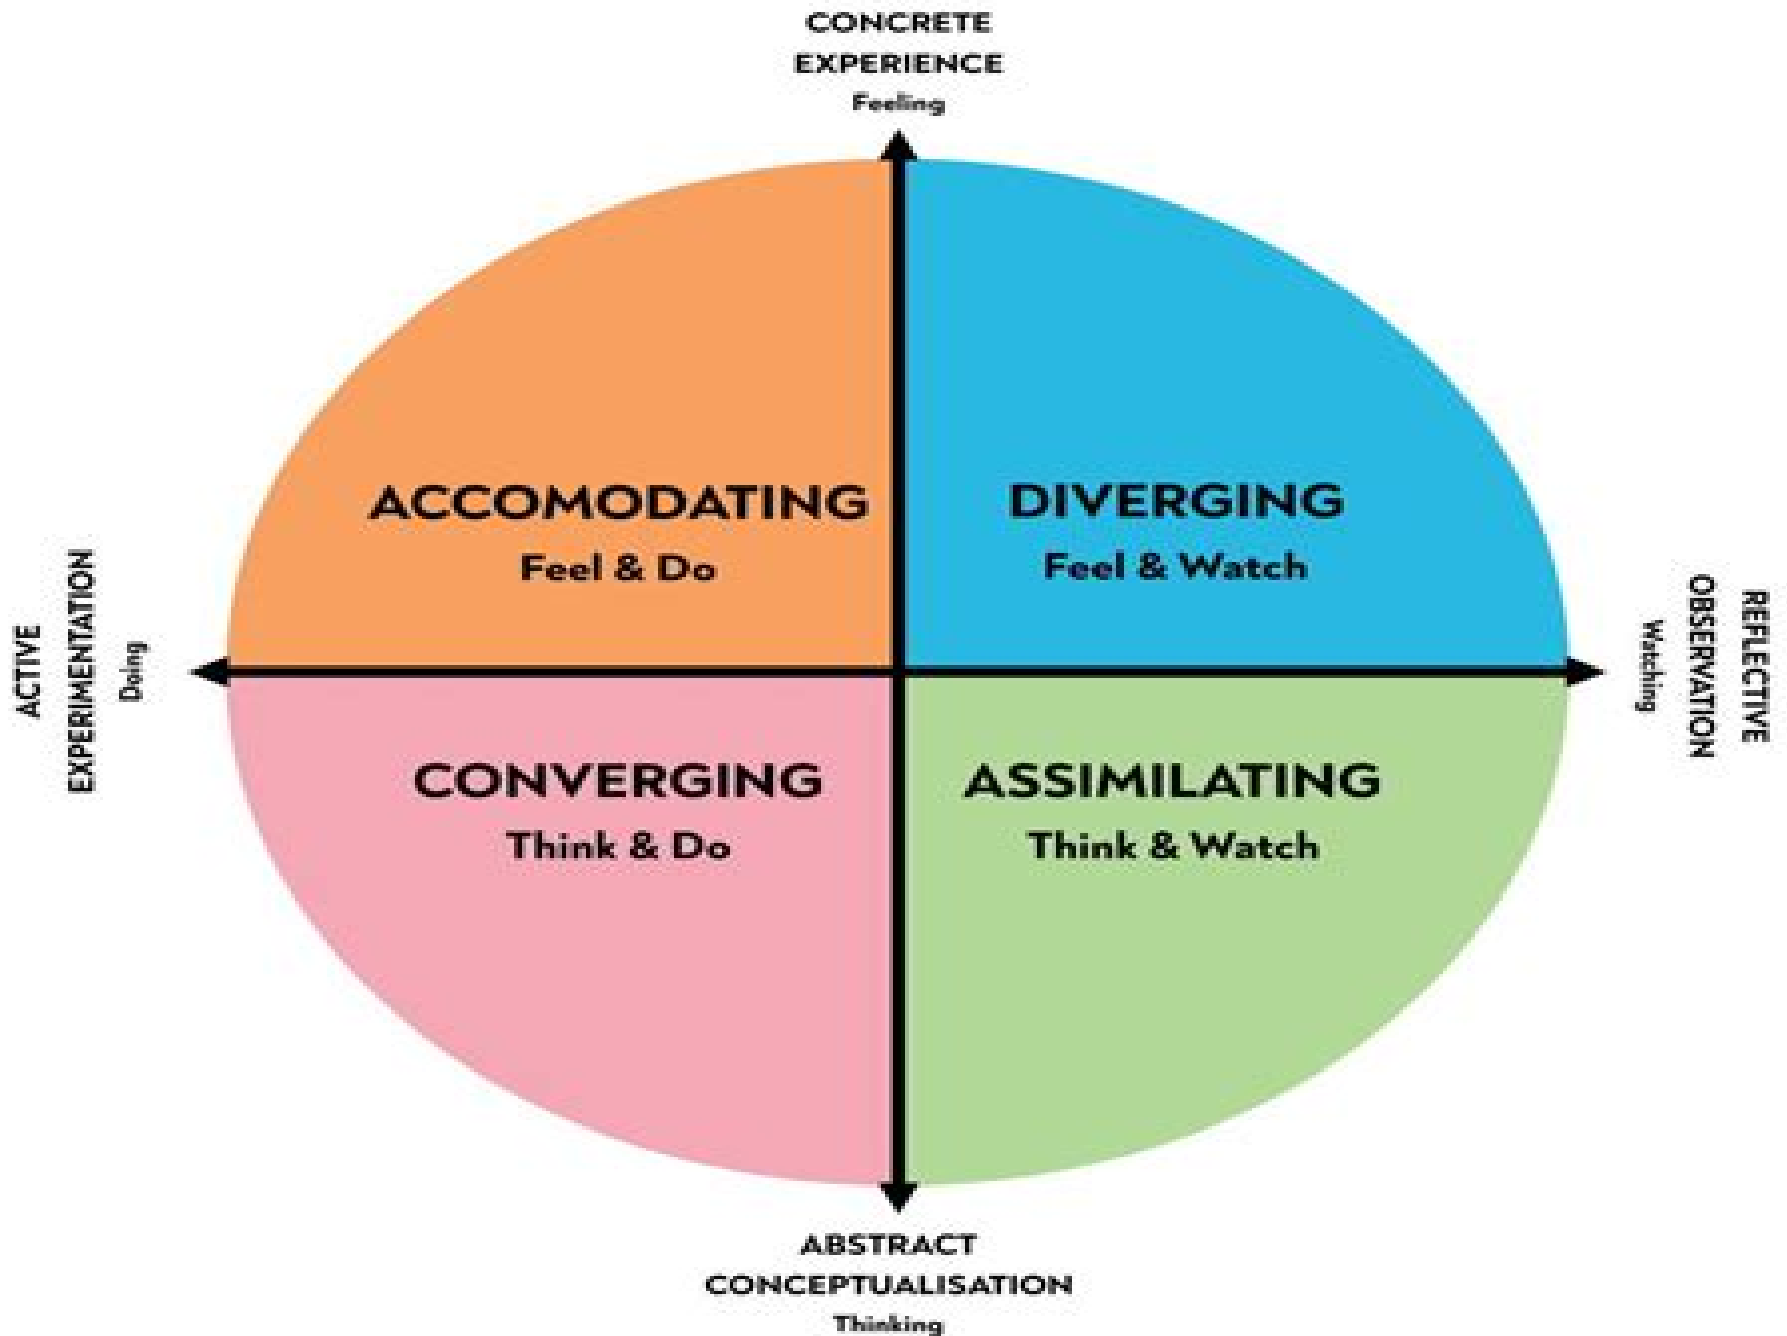 CONCRETE
EXPERIENCE
Feeling
ACCOMODATING
Feel & Do
DIVERGING
Feel & Watch
ACTIVE
EXPERIMENTATION
Doing
REFLECTIVE
OBSERVATION
Watching
CONVERGING
Think & Do
ASSIMILATING
Think & Watch
ABSTRACT
CONCEPTUALISATION
Thinking